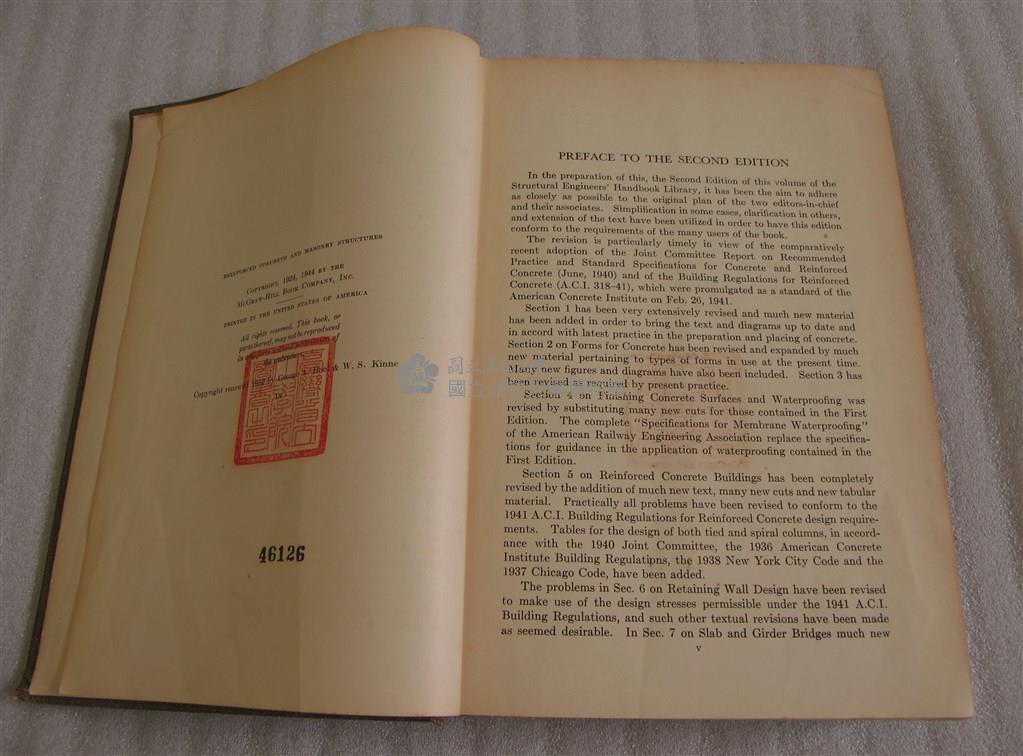 REINFORCED CONCRETE AND MASONRY STRUCTURES
COPYRIGHT, 1924, 1944 BY THE
MCGRAW-HILL BOOK COMPANY, INC.
PRINTED IN THE UNITED STATES OF AMERICA
All rights reserved. This book, or
parts thereof, may not be reproduced
in any form without permission of
the publishers.
Copyright renewed 1952 by George A. Hool & W. S. Kinne
IX
46126
PREFACE TO THE SECOND EDITION
In the preparation of this, the Second Edition of this volume of the
Structural Engineers' Handbook Library, it has been the aim to adhere
as closely as possible to the original plan of the two editors-in-chief
and their associates. Simplification in some cases, clarification in others,
and extension of the text have been utilized in order to have this edition
conform to the requirements of the many users of the book.
The revision is particularly timely in view of the comparatively
recent adoption of the Joint Committee Report on Recommended
Practice and Standard Specifications for Concrete and Reinforced
Concrete (June, 1940) and of the Building Regulations for Reinforced
Concrete (A.C.I. 318-41), which were promulgated as a standard of the
American Concrete Institute on Feb. 26, 1941.
Section 1 has been very extensively revised and much new material
has been added in order to bring the text and diagrams up to date and
in accord with latest practice in the preparation and placing of concrete.
Section 2 on Forms for Concrete has been revised and expanded by much
new material pertaining to types of forms in use at the present time.
Many new figures and diagrams have also been included. Section 3 has
been revised as required by present practice.
Section 4 on Finishing Concrete Surfaces and Waterproofing was
revised by substituting many new cuts for those contained in the First
Edition. The complete "Specifications for Membrane Waterproofing"
of the American Railway Engineering Association replace the specifica-
tions for guidance in the application of waterproofing contained in the
First Edition.
Section 5 on Reinforced Concrete Buildings has been completely
revised by the addition of much new text, many new cuts and new tabular
material. Practically all problems have been revised to conform to the
1941 A.C.I. Building Regulations for Reinforced Concrete design require-
ments. Tables for the design of both tied and spiral columns, in accord-
ance with the 1940 Joint Committee, the 1936 American Concrete
Institute Building Regulations, the 1938 New York City Code and the
1937 Chicago Code, have been added.
The problems in Sec. 6 on Retaining Wall Design have been revised
to make use of the design stresses permissible under the 1941 A.C.I.
Building Regulations, and such other textual revisions have been made
as seemed desirable. In Sec. 7 on Slab and Girder Bridges much new
v